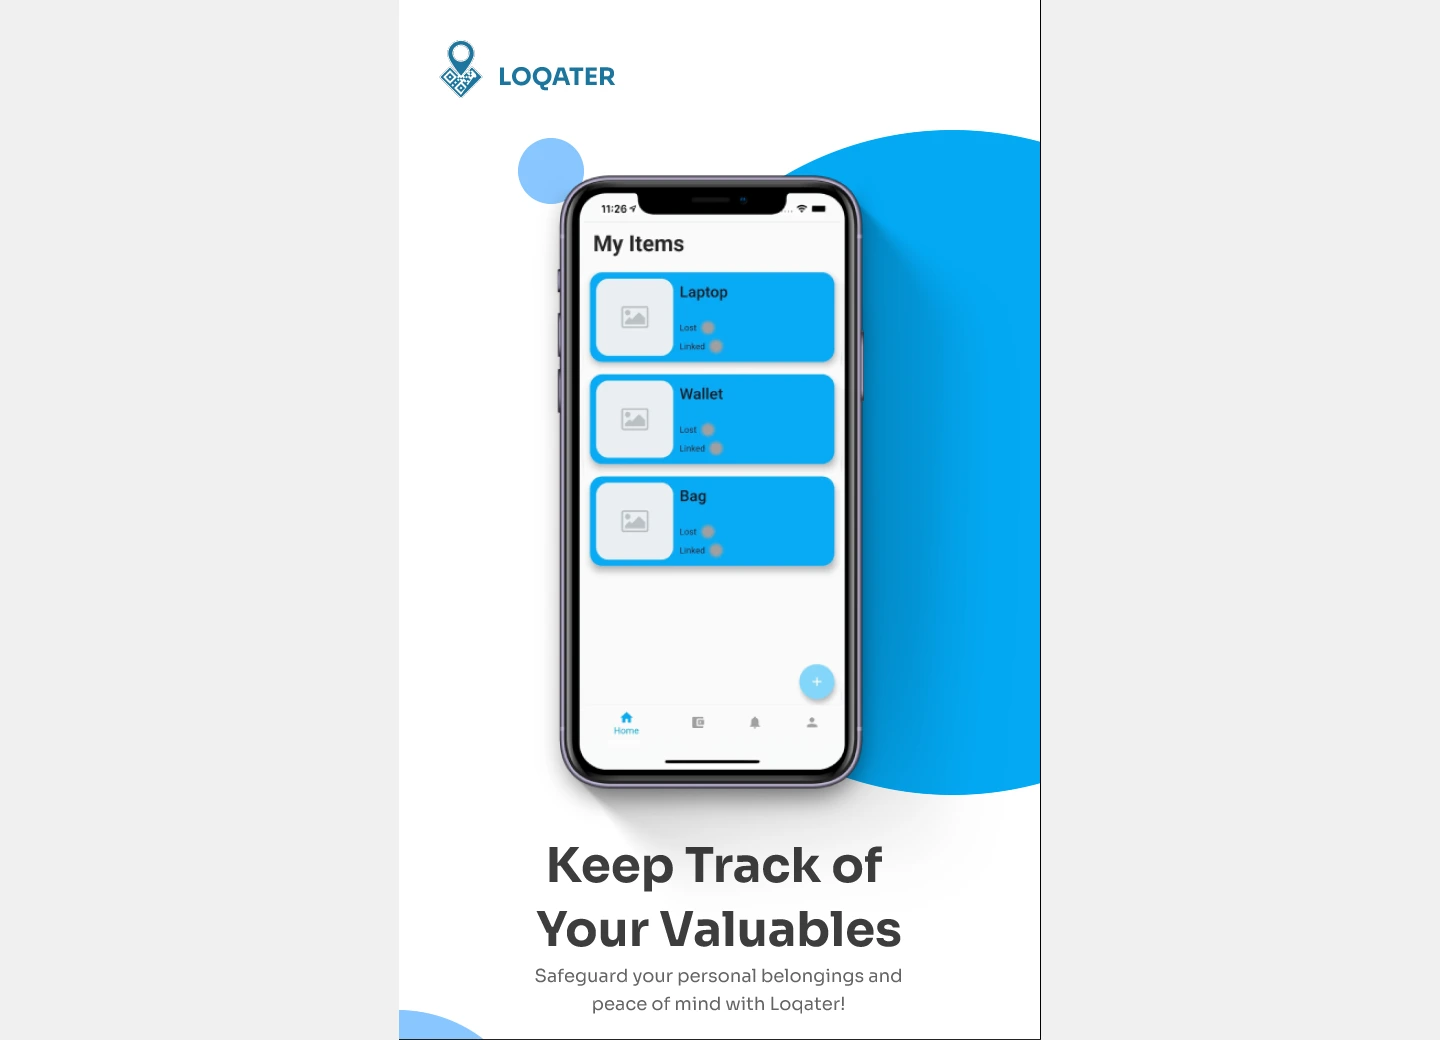 LOQATER
11:26
My Items
Laptop
Lost
Linked
Wallet
Lost
Linked
Bag
Lost
Linked
Home
Keep Track of
Your Valuables
Safeguard your personal belongings and
peace of mind with Loqater!